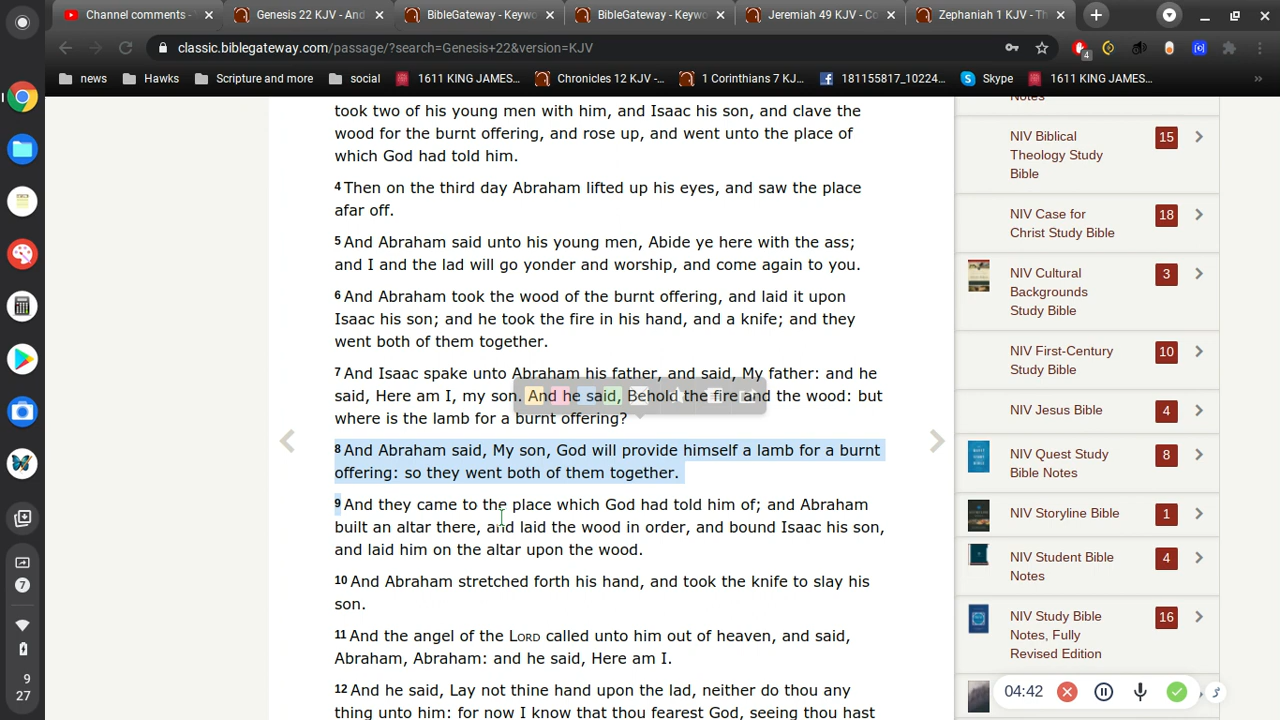 Channel comments -
Genesis 22 KJV - And
BibleGateway - Keywo
BibleGateway - Keywo
Jeremiah 49 KJV - Co
Zephaniah 1 KJV - Th
classic.biblegateway.com/passage/?search=Genesis+22&version=KJV
4
news
Hawks
Scripture and more
social
1611 KING JAMES...
Chronicles 12 KJV -...
1 Corinthians 7 KJ...
181155817_10224...
Skype
1611 KING JAMES...
»
took two of his young men with him, and Isaac his son, and clave the
wood for the burnt offering, and rose up, and went unto the place of
which God had told him.
4 Then on the third day Abraham lifted up his eyes, and saw the place
afar off.
5 And Abraham said unto his young men, Abide ye here with the ass;
and I and the lad will go yonder and worship, and come again to you.
6 And Abraham took the wood of the burnt offering, and laid it upon
Isaac his son; and he took the fire in his hand, and a knife; and they
went both of them together.
7 And Isaac spake unto Abraham his father, and said, My father: and he
said, Here am I, my son. And he said, Behold the fire and the wood: but
where is the lamb for a burnt offering?
8 And Abraham said, My son, God will provide himself a lamb for a burnt
offering: so they went both of them together.
9 And they came to the place which God had told him of; and Abraham
built an altar there, and laid the wood in order, and bound Isaac his son,
and laid him on the altar upon the wood.
10 And Abraham stretched forth his hand, and took the knife to slay his
son.
11 And the angel of the LORD called unto him out of heaven, and said,
Abraham, Abraham: and he said, Here am I.
12 And he said, Lay not thine hand upon the lad, neither do thou any
thing unto him: for now I know that thou fearest God, seeing thou hast
Notes
NIV Biblical
Theology Study
Bible
15
NIV Case for
Christ Study Bible
18
NIV Cultural
Backgrounds
Study Bible
3
NIV First-Century
Study Bible
10
NIV Jesus Bible
4
NIV Quest Study
Bible Notes
8
NIV Storyline Bible
1
NIV Student Bible
Notes
4
NIV Study Bible
Notes, Fully
Revised Edition
16
04:42
7
9
27